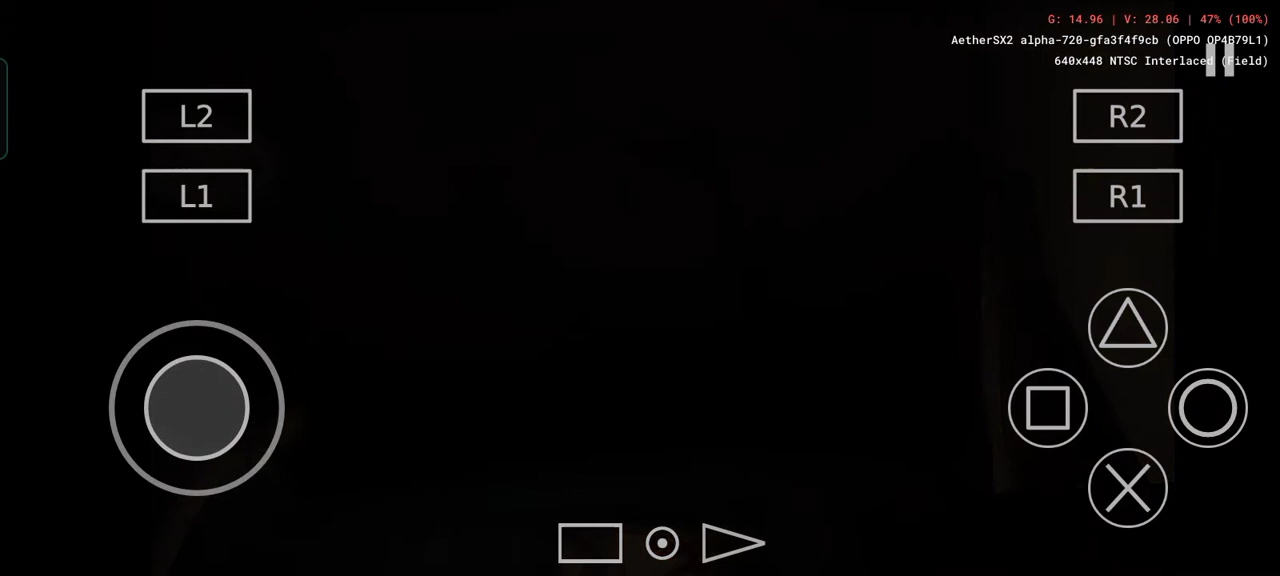 G: 14.96 | V: 28.06 | 47% (100%)
AetherSX2 alpha-720-gfa3f4f9cb (OPPO OP4B79L1)
640x448 NTSC Interlaced (Field)
L2
R2
L1
R1